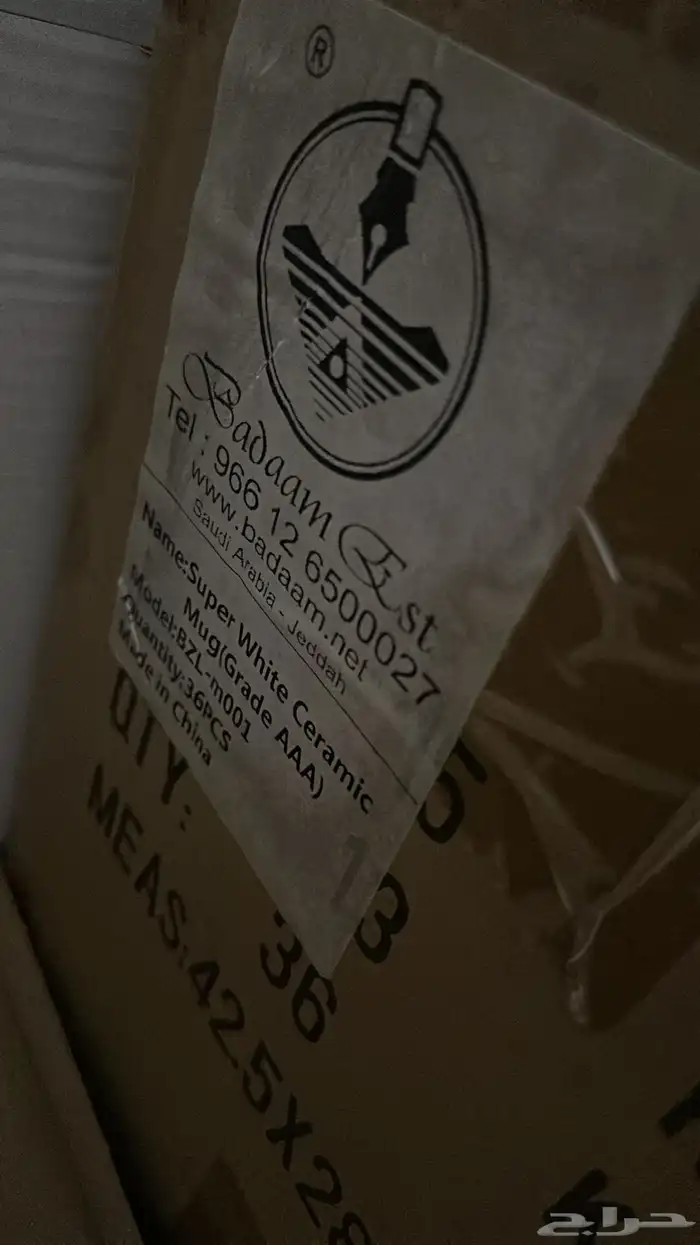 ®
Badaam Est
Tel : 966 12 6500027
www.badaam.net
Saudi Arabia - Jeddah
Name:Super White Ceramic
Mug(Grade AAA)
Model:BZL-m001
Quantity:36PCS
Made in China
13
QTY: 36
MEAS:42.5X28
حراج